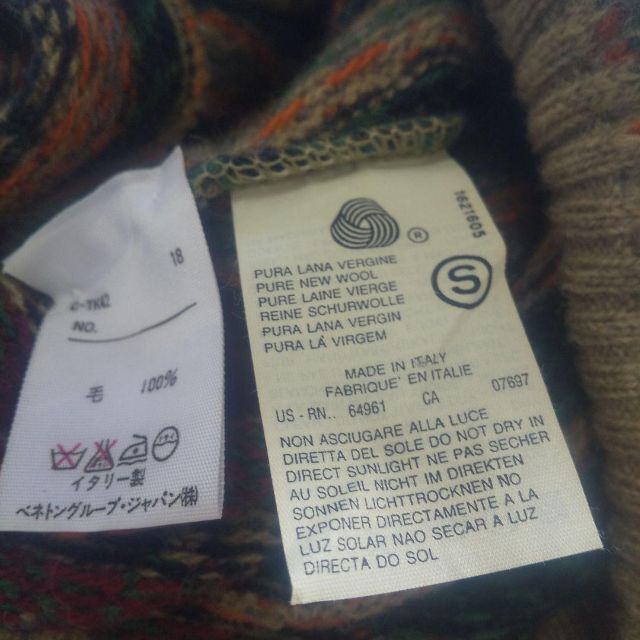 18
NO.
毛 100%
イタリー製
ベネトングループ・ジャパン(株)
1621605
®
S
PURA LANA VERGINE
PURE NEW WOOL
PURE LAINE VIERGE
REINE SCHURWOLLE
PURA LANA VERGIN
PURA LÃ VIRGEM
MADE IN ITALY
FABRIQUE' EN ITALIE
US - RN.. 64961 CA 07697
NON ASCIUGARE ALLA LUCE
DIRETTA DEL SOLE DO NOT DRY IN
DIRECT SUNLIGHT NE PAS SECHER
AU SOLEIL NICHT IM DIREKTEN
SONNEN LICHTTROCKNEN NO
EXPONER DIRECTAMENTE A LA
LUZ SOLAR NAO SECAR A LUZ
DIRECTA DO SOL